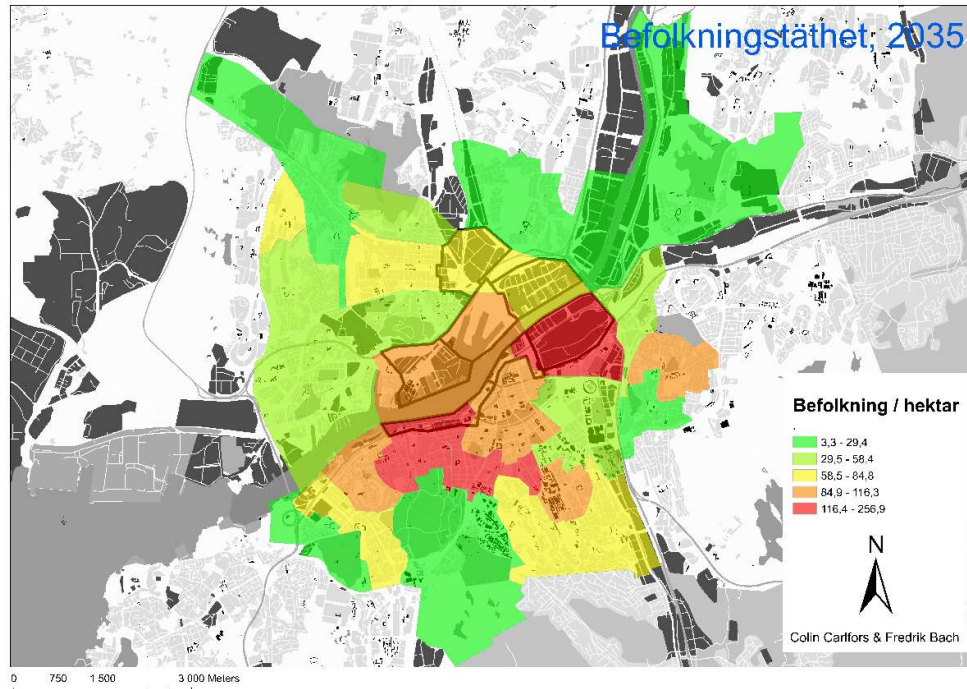 Befolkningstäthet, 2035
Befolkning / hektar
3,3 - 29,4
29,5 - 58,4
58,5 - 84,8
84,9 - 116,3
116,4 - 256,9
N
Colin Carlfors & Fredrik Bach
0 750 1 500 3 000 Meters